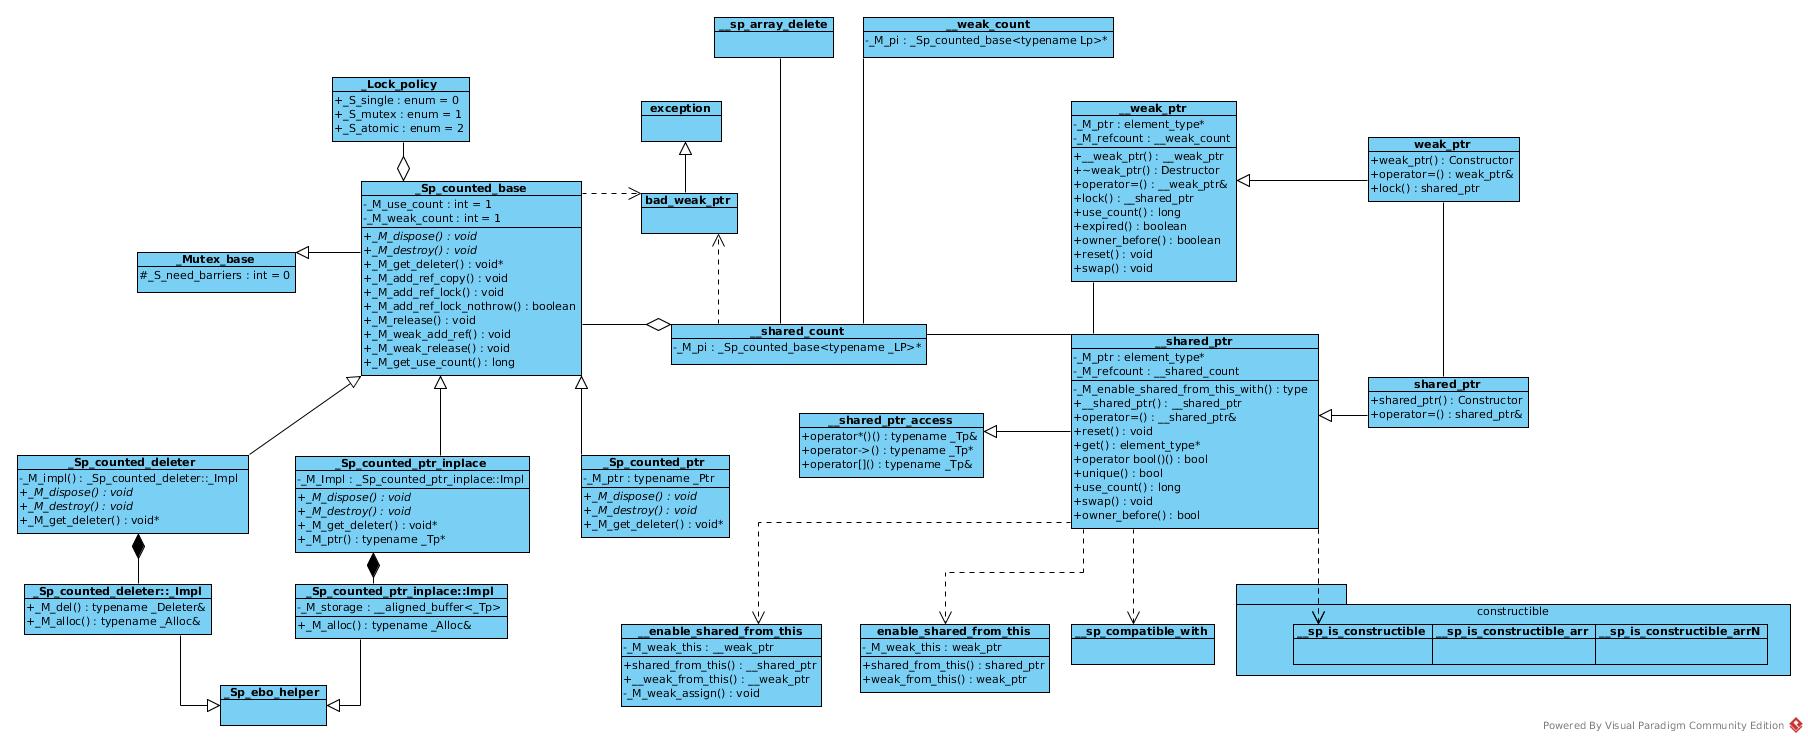 __sp_array_delete
__weak_count
-_M_pi : _Sp_counted_base<typename Lp>*
_Lock_policy
+_S_single : enum = 0
+_S_mutex : enum = 1
+_S_atomic : enum = 2
exception
__weak_ptr
-_M_ptr : element_type*
-_M_refcount : __weak_count
+__weak_ptr() : __weak_ptr
+~weak_ptr() : Destructor
+operator=() : __weak_ptr&
+lock() : __shared_ptr
+use_count() : long
+expired() : boolean
+owner_before() : boolean
+reset() : void
+swap() : void
weak_ptr
+weak_ptr() : Constructor
+operator=() : weak_ptr&
+lock() : shared_ptr
_Sp_counted_base
-_M_use_count : int = 1
-_M_weak_count : int = 1
+_M_dispose() : void
+_M_destroy() : void
+_M_get_deleter() : void*
+_M_add_ref_copy() : void
+_M_add_ref_lock() : void
+_M_add_ref_lock_nothrow() : boolean
+_M_release() : void
+_M_weak_add_ref() : void
+_M_weak_release() : void
+_M_get_use_count() : long
bad_weak_ptr
_Mutex_base
#_S_need_barriers : int = 0
__shared_count
-_M_pi : _Sp_counted_base<typename _LP>*
__shared_ptr
-_M_ptr : element_type*
-_M_refcount : __shared_count
-_M_enable_shared_from_this_with() : type
+__shared_ptr() : __shared_ptr
+operator=() : __shared_ptr&
+reset() : void
+get() : element_type*
+operator bool()() : bool
+unique() : bool
+use_count() : long
+swap() : void
+owner_before() : bool
shared_ptr
+shared_ptr() : Constructor
+operator=() : shared_ptr&
__shared_ptr_access
+operator*()() : typename _Tp&
+operator->() : typename _Tp*
+operator[]() : typename _Tp&
_Sp_counted_deleter
-_M_impl() : _Sp_counted_deleter::_Impl
+_M_dispose() : void
+_M_destroy() : void
+_M_get_deleter() : void*
_Sp_counted_ptr_inplace
-_M_Impl : _Sp_counted_ptr_inplace::Impl
+_M_dispose() : void
+_M_destroy() : void
+_M_get_deleter() : void*
+_M_ptr() : typename _Tp*
_Sp_counted_ptr
-_M_ptr : typename _Ptr
+_M_dispose() : void
+_M_destroy() : void
+_M_get_deleter() : void*
_Sp_counted_deleter::_Impl
+_M_del() : typename _Deleter&
+_M_alloc() : typename _Alloc&
_Sp_counted_ptr_inplace::Impl
-_M_storage : __aligned_buffer<_Tp>
+_M_alloc() : typename _Alloc&
_Sp_ebo_helper
__enable_shared_from_this
-_M_weak_this : __weak_ptr
+shared_from_this() : __shared_ptr
+__weak_from_this() : __weak_ptr
-_M_weak_assign() : void
enable_shared_from_this
-_M_weak_this : weak_ptr
+shared_from_this() : shared_ptr
+weak_from_this() : weak_ptr
__sp_compatible_with
constructible
__sp_is_constructible
__sp_is_constructible_arr
__sp_is_constructible_arrN
Powered By Visual Paradigm Community Edition